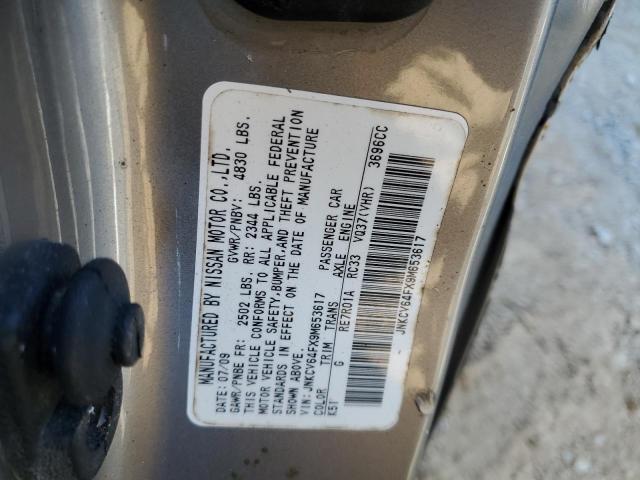 MANUFACTURED BY NISSAN MOTOR CO.,LTD.
DATE: 07/09 GVWR/PNBV: 4830 LBS.
GAWR/PNBE FR: 2502 LBS. RR: 2344 LBS.
THIS VEHICLE CONFORMS TO ALL APPLICABLE FEDERAL
MOTOR VEHICLE SAFETY,BUMPER,AND THEFT PREVENTION
STANDARDS IN EFFECT ON THE DATE OF MANUFACTURE
SHOWN ABOVE.
VIN: JNKCV64FX9M653617 PASSENGER CAR
COLOR TRIM TRANS AXLE ENGINE
K51 G RE7R01A RC33 VQ37(VHR) 3696CC
JNKCV64FX9M653617